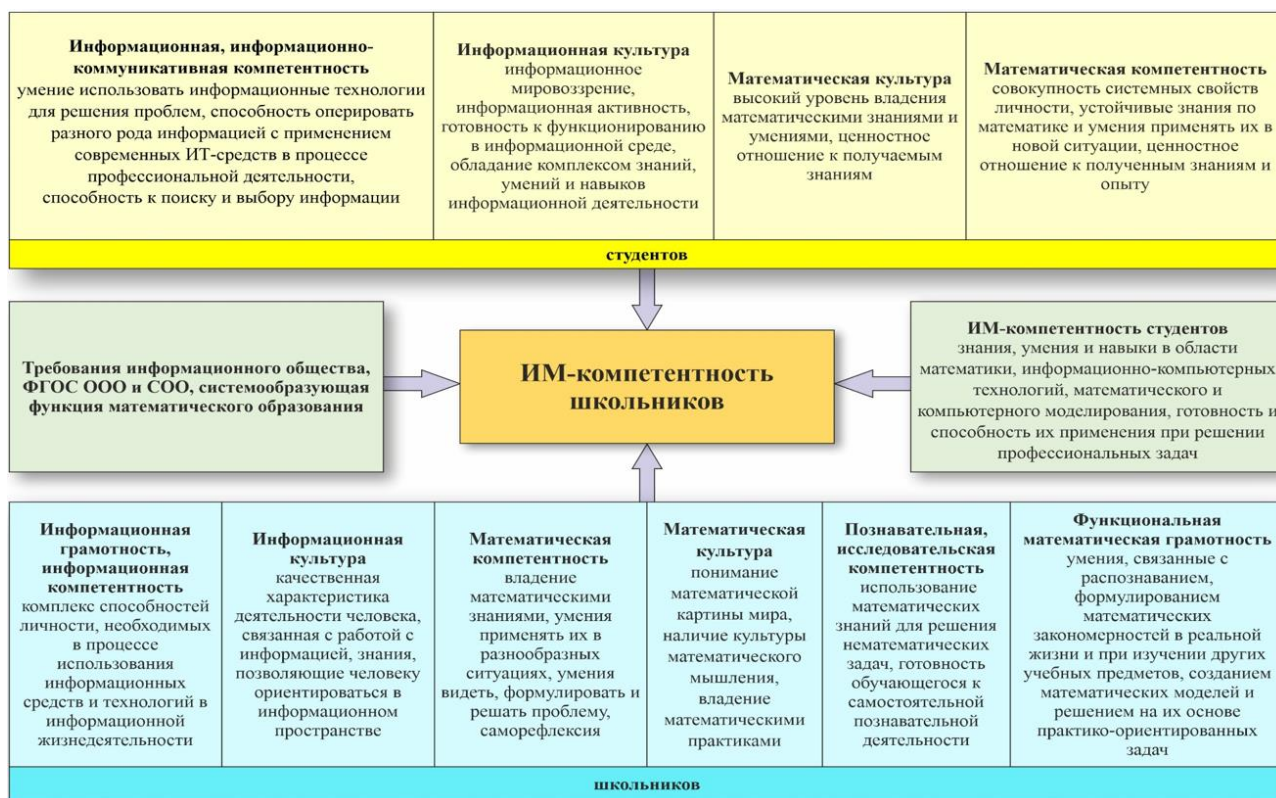 Информационная, информационно-
коммуникативная компетентность
умение использовать информационные технологии
для решения проблем, способность оперировать
разного рода информацией с применением
современных ИТ-средств в процессе
профессиональной деятельности,
способность к поиску и выбору информации
Информационная культура
информационное
мировоззрение,
информационная активность,
готовность к функционированию
в информационной среде,
обладание комплексом знаний,
умений и навыков
информационной деятельности
Математическая культура
высокий уровень владения
математическими знаниями и
умениями, ценностное
отношение к получаемым
знаниям
Математическая компетентность
совокупность системных свойств
личности, устойчивые знания по
математике и умения применять их в
новой ситуации, ценностное
отношение к полученным знаниям и
опыту
студентов
Требования информационного общества,
ФГОС ООО и СОО, системообразующая
функция математического образования
ИМ-компетентность
школьников
ИМ-компетентность студентов
знания, умения и навыки в области
математики, информационно-компьютерных
технологий, математического и
компьютерного моделирования, готовность и
способность их применения при решении
профессиональных задач
Информационная
грамотность,
информационная
компетентность
комплекс способностей
личности, необходимых
в процессе
использования
информационных
средств и технологий в
информационной
жизнедеятельности
Информационная
культура
качественная
характеристика
деятельности человека,
связанная с работой с
информацией, знания,
позволяющие человеку
ориентироваться в
информационном
пространстве
Математическая
компетентность
владение
математическими
знаниями, умения
применять их в
разнообразных
ситуациях, умения
видеть, формулировать и
решать проблему,
саморефлексия
Математическая
культура
понимание
математической
картины мира,
наличие культуры
математического
мышления,
владение
математическими
практиками
Познавательная,
исследовательская
компетентность
использование
математических
знаний для решения
нематематических
задач, готовность
обучающегося к
самостоятельной
познавательной
деятельности
Функциональная
математическая грамотность
умения, связанные с
распознаванием,
формулированием
математических
закономерностей в реальной
жизни и при изучении других
учебных предметов, созданием
математических моделей и
решением на их основе
практико-ориентированных
задач
школьников